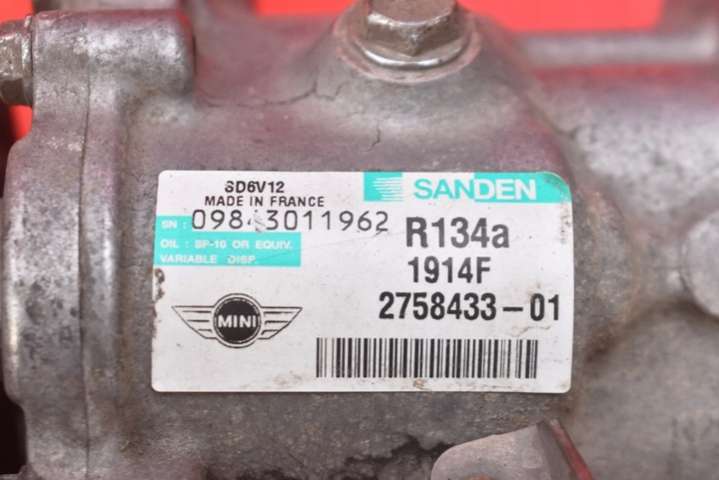 SD6V12
MADE IN FRANCE
SANDEN
SN : 09843011962
OIL : SP-10 OR EQUIV.
VARIABLE DISP.
R134a
1914F
2758433-01
MINI